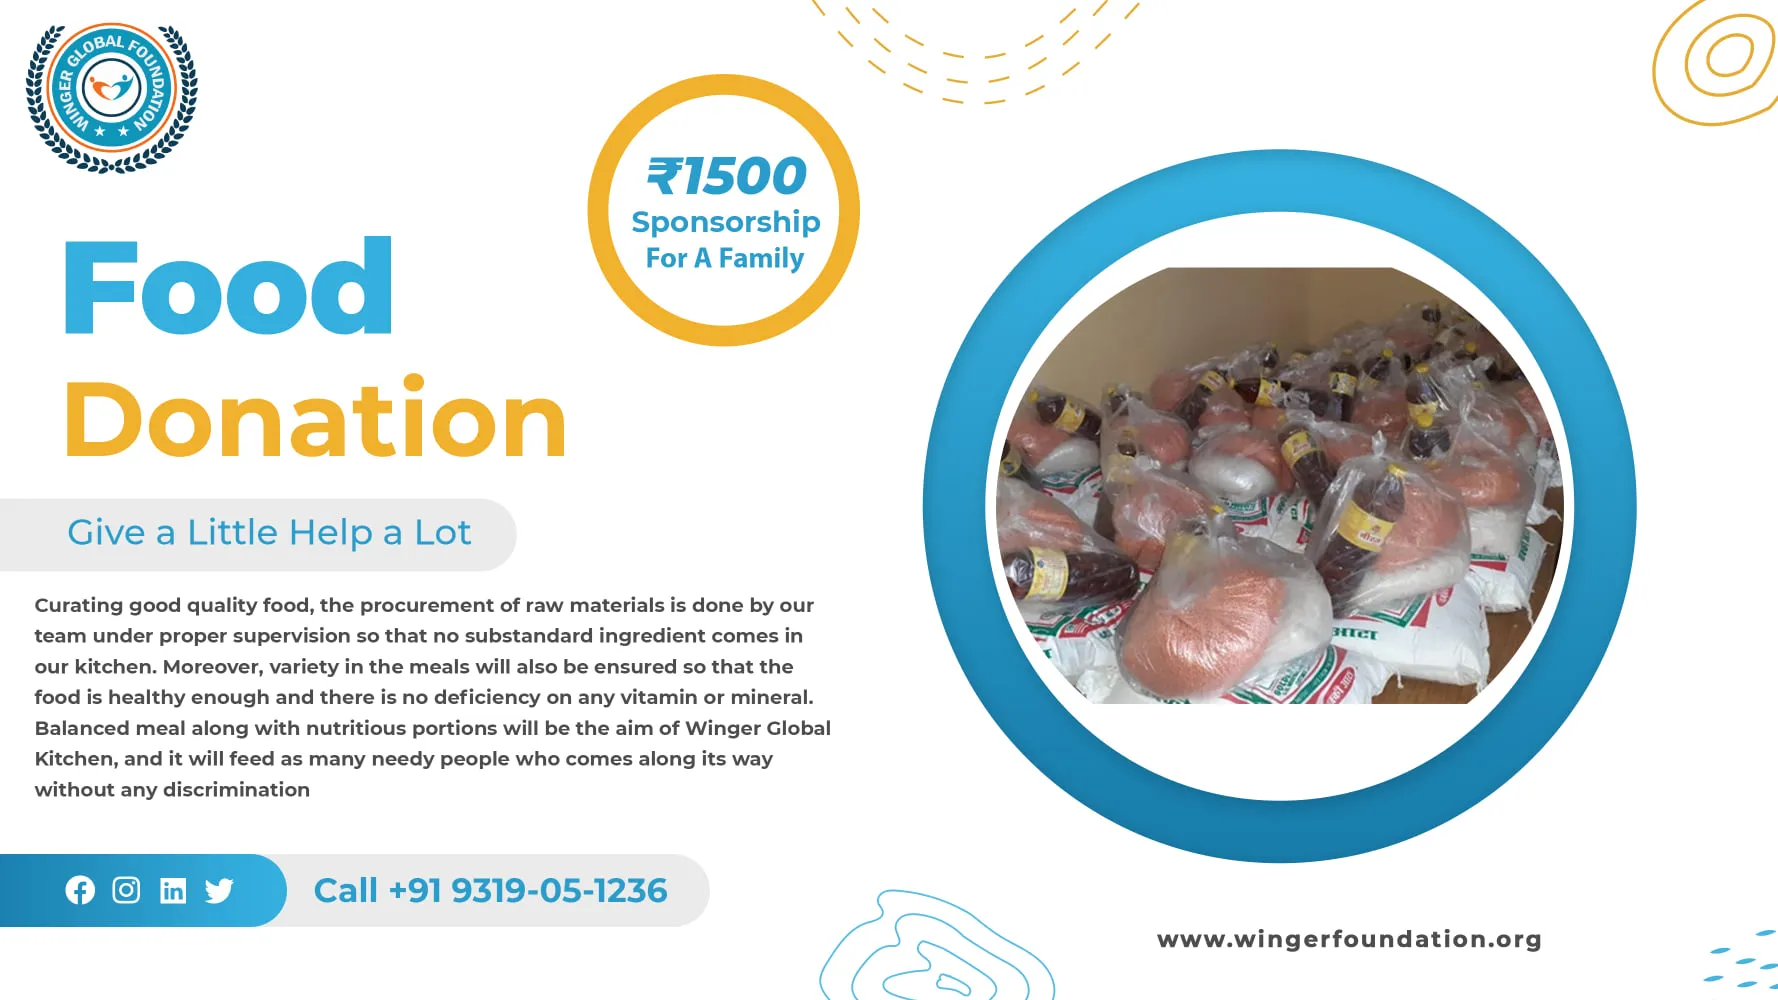 WINGER GLOBAL FOUNDATION
₹1500
Sponsorship
For A Family
Food
Donation
Give a Little Help a Lot
Curating good quality food, the procurement of raw materials is done by our
team under proper supervision so that no substandard ingredient comes in
our kitchen. Moreover, variety in the meals will also be ensured so that the
food is healthy enough and there is no deficiency on any vitamin or mineral.
Balanced meal along with nutritious portions will be the aim of Winger Global
Kitchen, and it will feed as many needy people who comes along its way
without any discrimination
Call +91 9319-05-1236
www.wingerfoundation.org